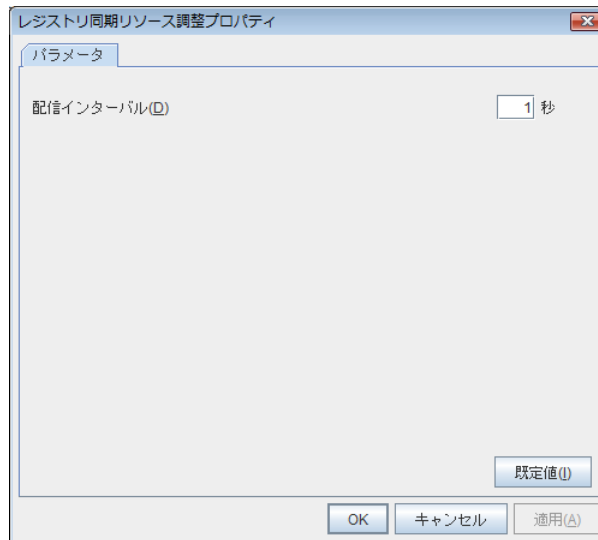 レジストリ同期リソース調整プロパティ
パラメータ
配信インターバル(D) 1 秒
既定値(I)
OK キャンセル 適用(A)